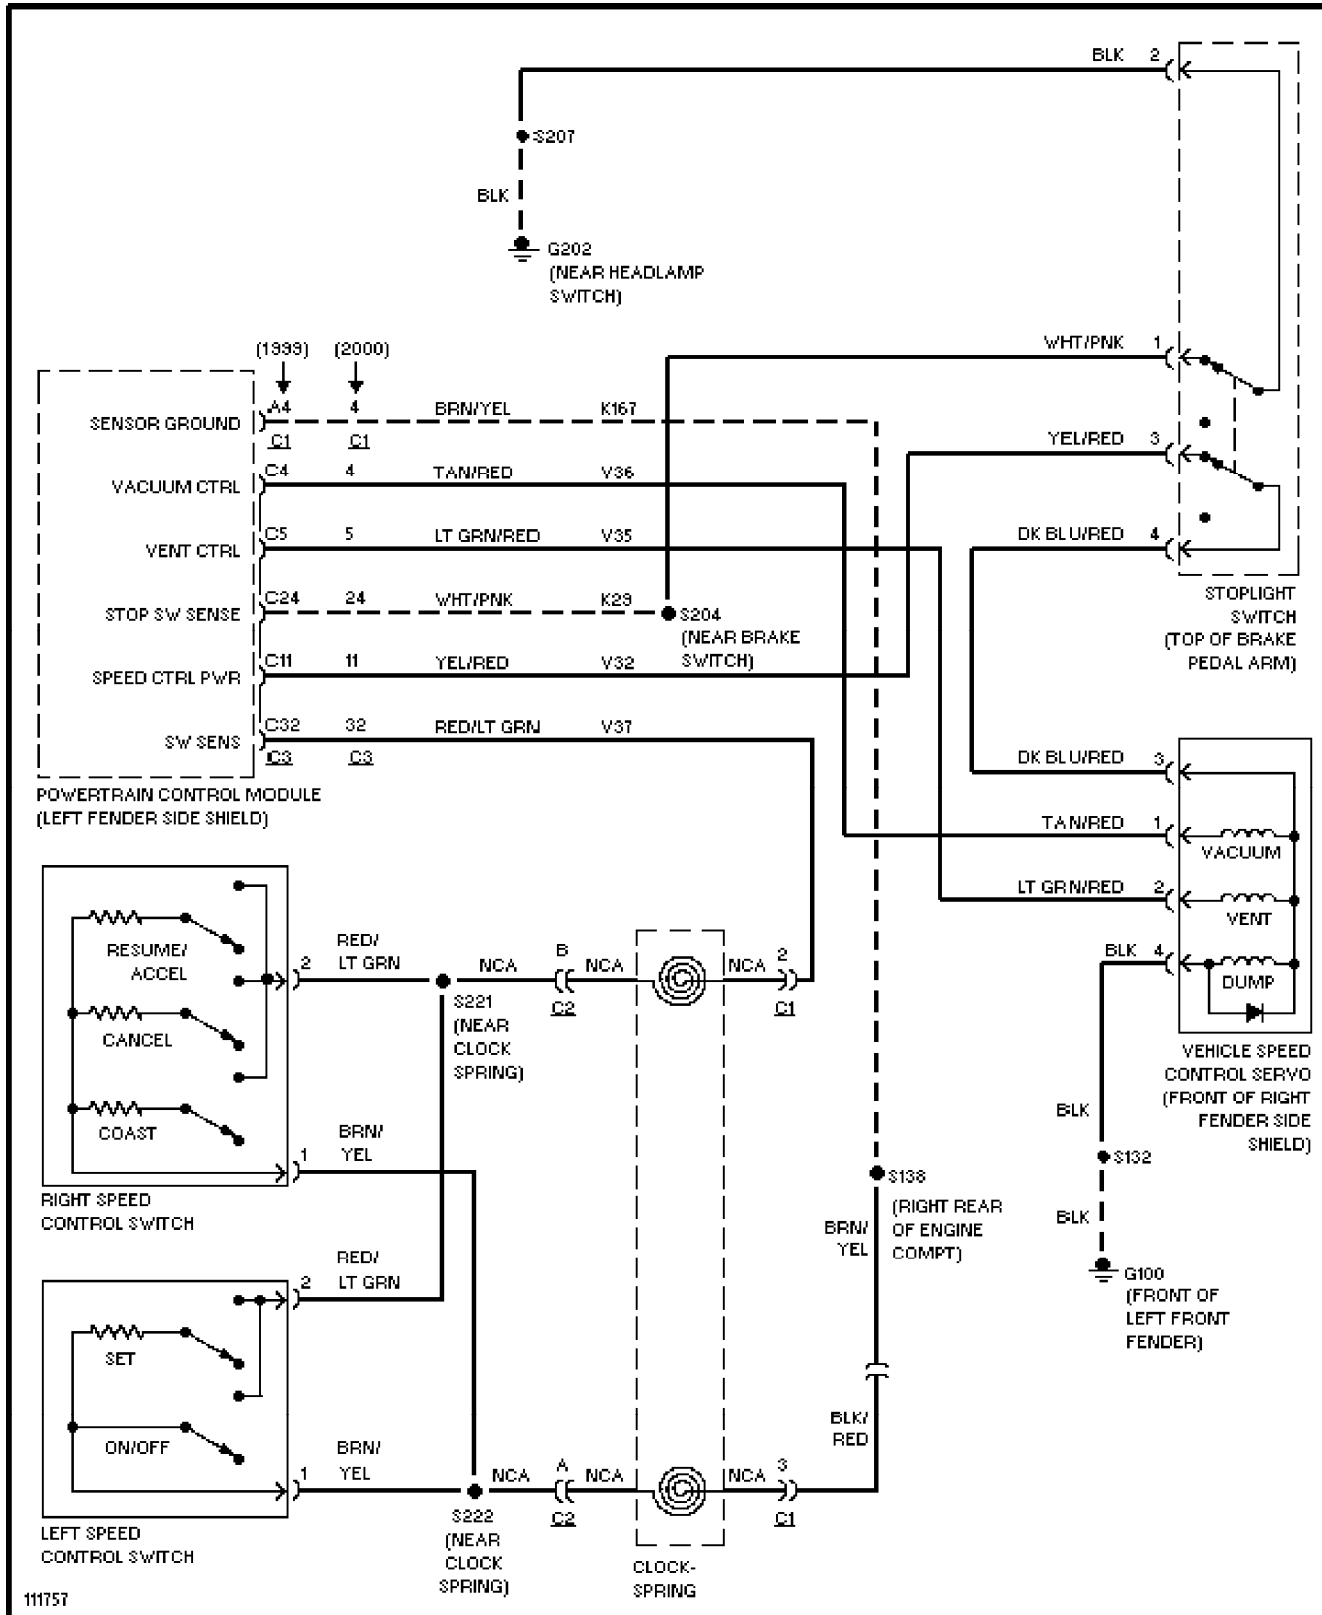 BLK 2
S207
BLK
G202
(NEAR HEADLAMP
SWITCH)
WHT/PNK 1
(1999) (2000)
SENSOR GROUND A4 4 BRN/YEL K167
C1 C1
YEL/RED 3
VACUUM CTRL C4 4 TAN/RED V36
VENT CTRL C5 5 LT GRN/RED V35
DK BLU/RED 4
STOP SW SENSE C24 24 WHT/PNK K29
S204
(NEAR BRAKE
SWITCH)
STOPLIGHT
SWITCH
(TOP OF BRAKE
PEDAL ARM)
SPEED CTRL PWR C11 11 YEL/RED V32
SW SENS C32 32 RED/LT GRN V37
C3 C3
POWERTRAIN CONTROL MODULE
(LEFT FENDER SIDE SHIELD)
DK BLU/RED 3
TAN/RED 1
VACUUM
LT GRN/RED 2
VENT
BLK 4
DUMP
VEHICLE SPEED
CONTROL SERVO
(FRONT OF RIGHT
FENDER SIDE
SHIELD)
BLK
S132
BLK
G100
(FRONT OF
LEFT FRONT
FENDER)
RESUME/
ACCEL
CANCEL
COAST
2
RED/
LT GRN
1
BRN/
YEL
RIGHT SPEED
CONTROL SWITCH
NCA B NCA NCA 2
C2 C1
S221
(NEAR
CLOCK
SPRING)
S138
(RIGHT REAR
OF ENGINE
COMPT)
BRN/
YEL
BLK/
RED
2
RED/
LT GRN
SET
ON/OFF
1
BRN/
YEL
LEFT SPEED
CONTROL SWITCH
NCA A NCA NCA 3
C2 C1
S222
(NEAR
CLOCK
SPRING)
CLOCK-
SPRING
111757